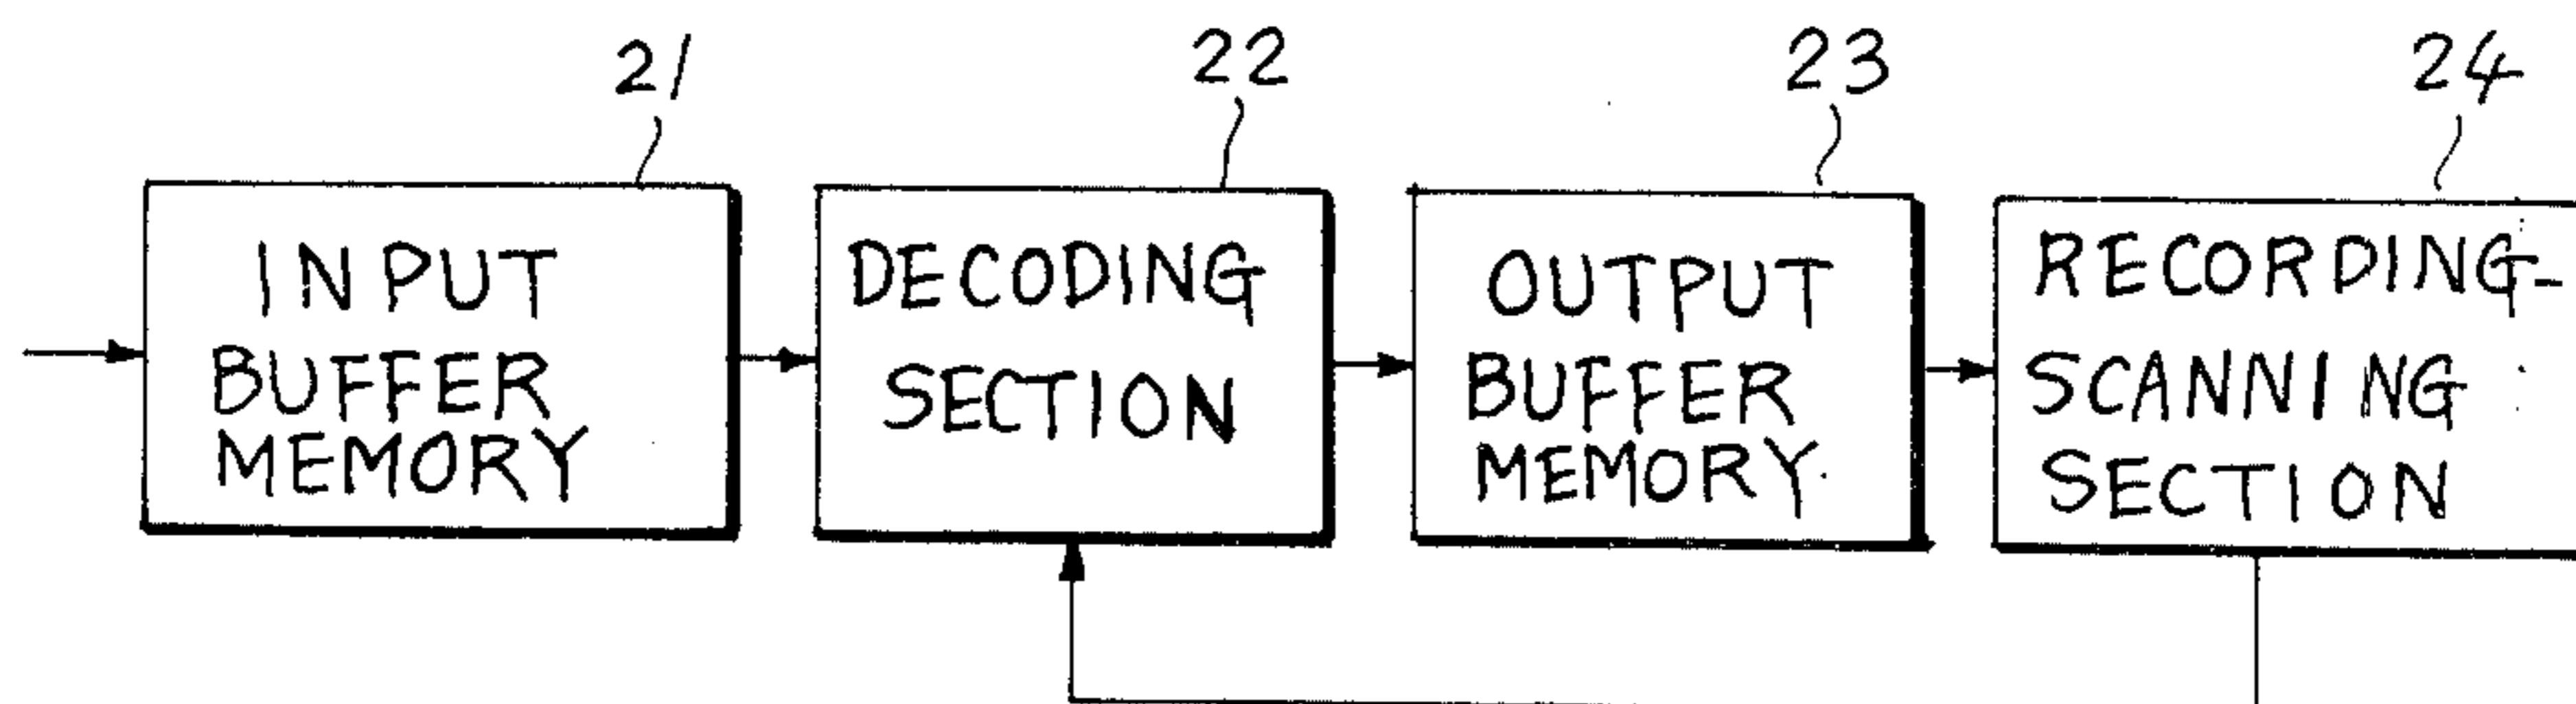 21
22
23
24
INPUT
BUFFER
MEMORY
DECODING
SECTION
OUTPUT
BUFFER
MEMORY
RECORDING-
SCANNING
SECTION